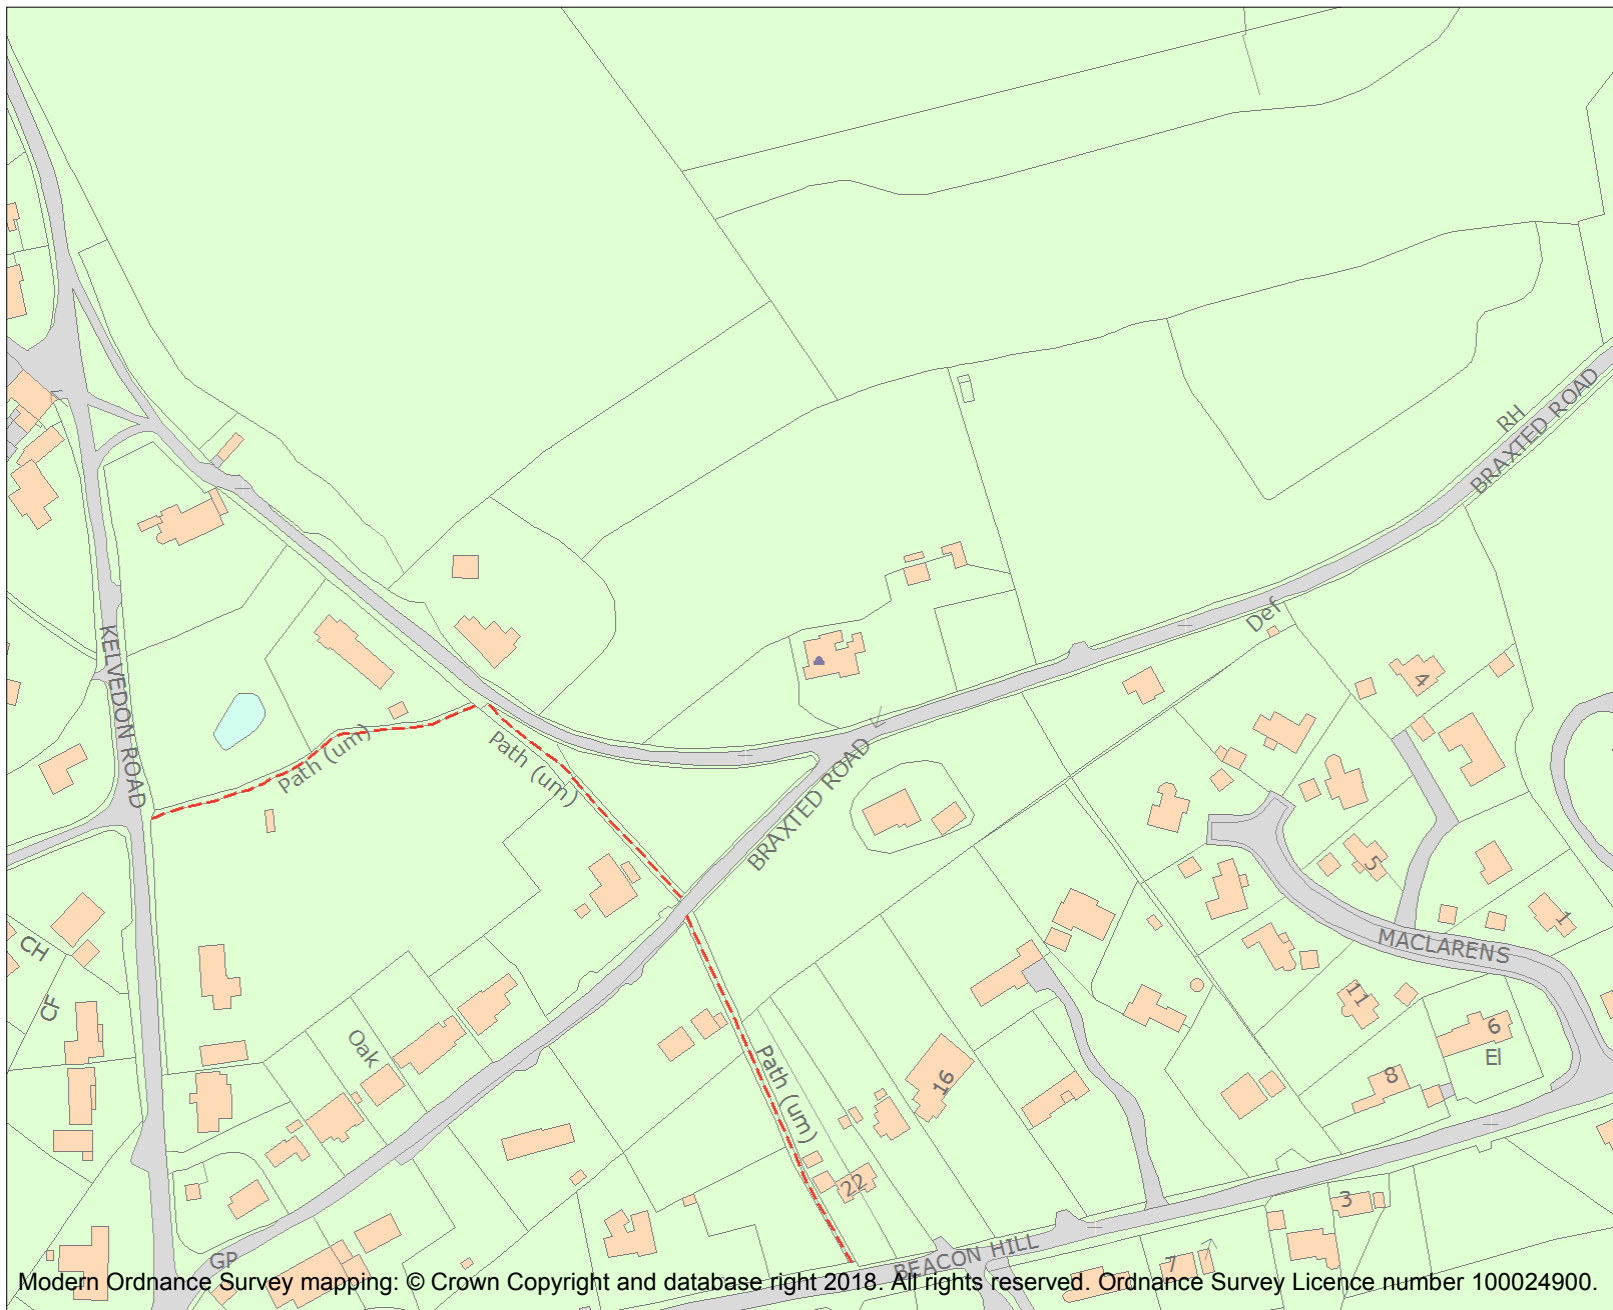 RH
BRAXTED ROAD
Def
KELVEDON ROAD
4
Path (um)
Path (um)
BRAXTED ROAD
5
1
MACLARENS
CH
CF
11
Oak
6
El
Path (um)
16
8
22
3
GP
BEACON HILL
7
Modern Ordnance Survey mapping: © Crown Copyright and database right 2018. All rights reserved. Ordnance Survey Licence number 100024900.